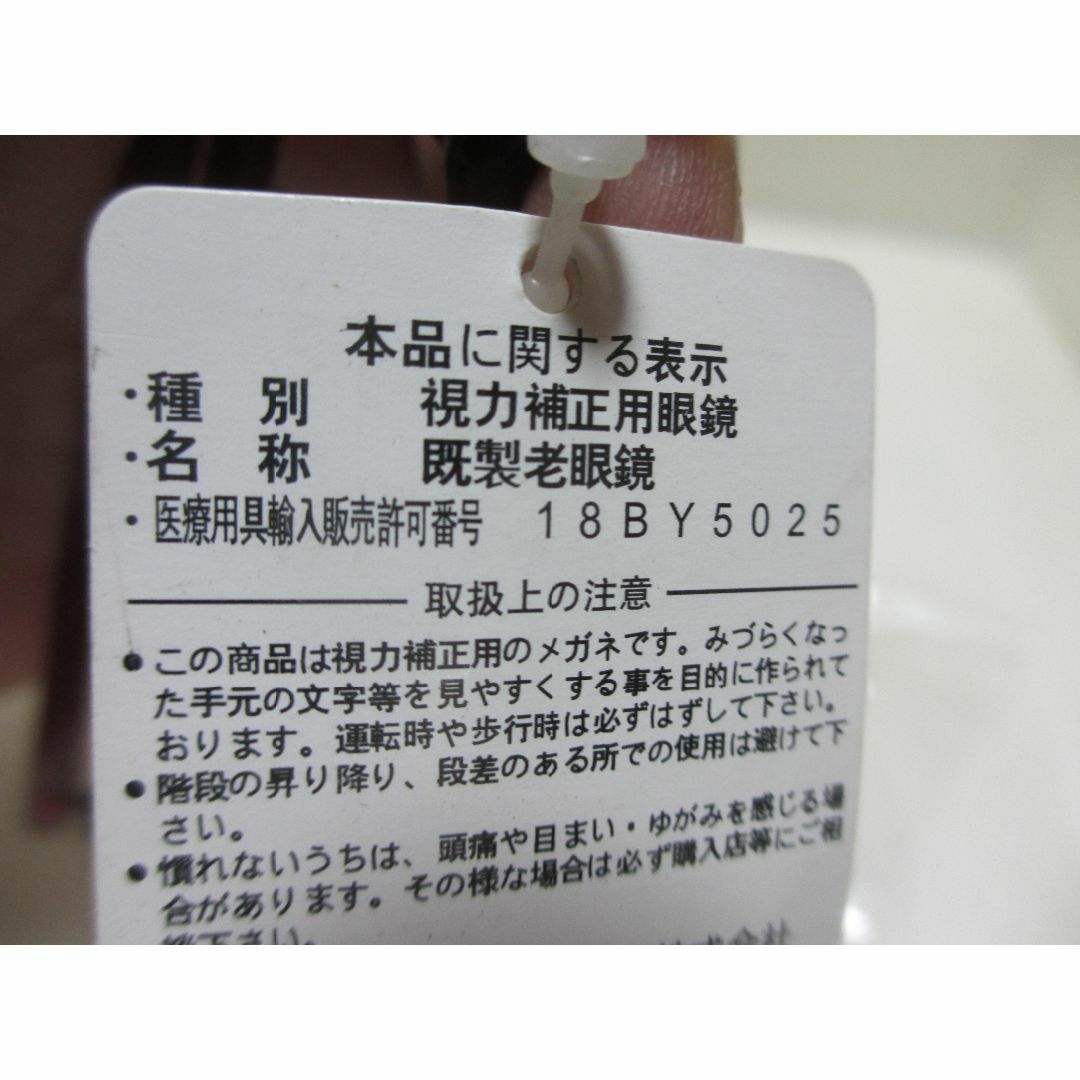 本品に関する表示
・種 別 視力補正用眼鏡
・名 称 既製老眼鏡
・医療用具輸入販売許可番号 18BY5025
取扱上の注意
●この商品は視力補正用のメガネです。みづらくなっ
た手元の文字等を見やすくする事を目的に作られて
おります。運転時や歩行時は必ずはずして下さい。
●階段の昇り降り、段差のある所での使用は避けて下
さい。
●慣れないうちは、頭痛や目まい・ゆがみを感じる場
合があります。その様な場合は必ず購入店等にご相
談下さい。
株式会社